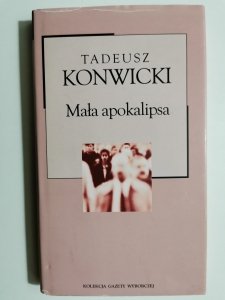 TADEUSZ
KONWICKI
Mała apokalipsa
KOLEKCJA GAZETY WYBORCZEJ